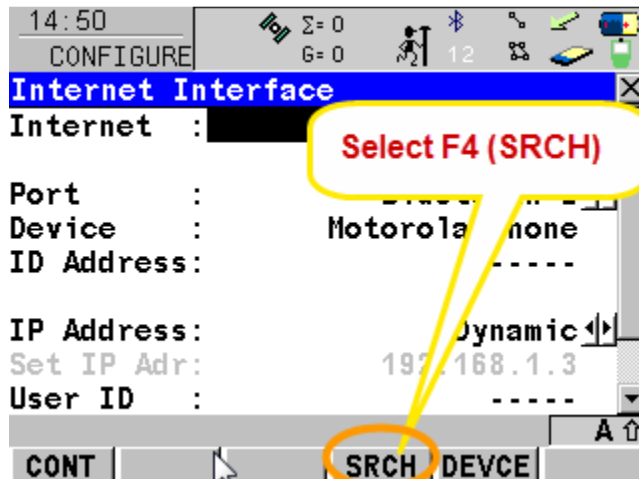 14:50
CONFIGURE
Σ= 0
G= 0
12
Internet Interface
Internet :
Select F4 (SRCH)
Port :
Device : Motorola
ID Address: -----
IP Address: Dynamic
Set IP Adr: 192.168.1.3
User ID : -----
A
CONT SRCH DEVCE